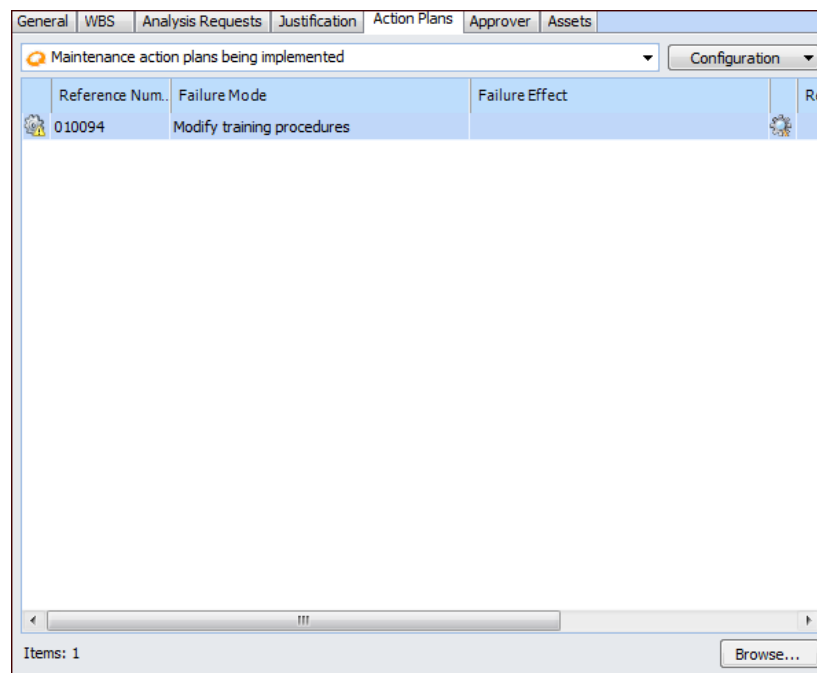 General WBS Analysis Requests Justification Action Plans Approver Assets
Maintenance action plans being implemented Configuration
Reference Num.. Failure Mode Failure Effect R
010094 Modify training procedures
Items: 1 Browse...